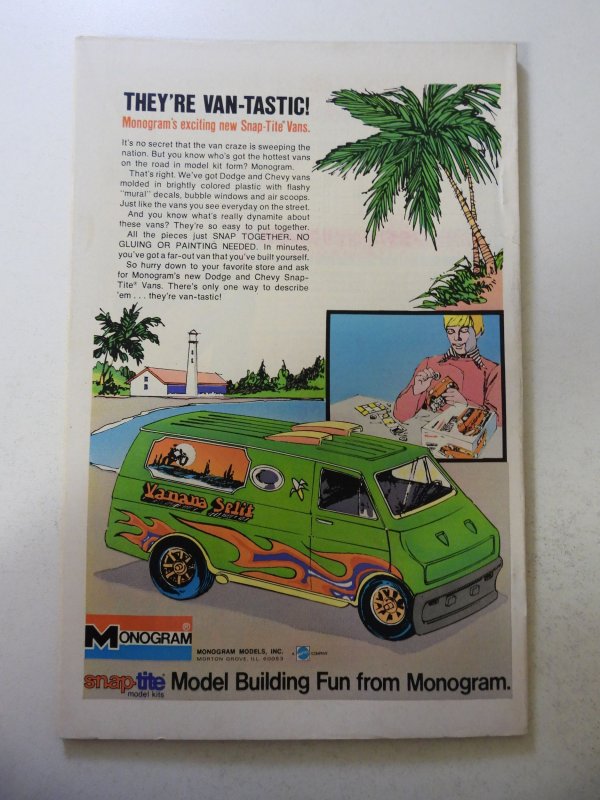 THEY'RE VAN-TASTIC!
Monogram's exciting new Snap-Tite® Vans.
It's no secret that the van craze is sweeping the
nation. But you know who's got the hottest vans
on the road in model kit form? Monogram.
That's right. We've got Dodge and Chevy vans
molded in brightly colored plastic with flashy
"mural" decals, bubble windows and air scoops.
Just like the vans you see everyday on the street.
And you know what's really dynamite about
these vans? They're so easy to put together.
All the pieces just SNAP TOGETHER. NO
GLUING OR PAINTING NEEDED. In minutes,
you've got a far-out van that you've built yourself.
So hurry down to your favorite store and ask
for Monogram's new Dodge and Chevy Snap-
Tite® Vans. There's only one way to describe
'em . . . they're van-tastic!
Vanana Split
MONOGRAM®
MONOGRAM MODELS, INC.
MORTON GROVE, ILL. 60053
A MATTEL COMPANY
snap-tite
model kits
Model Building Fun from Monogram.